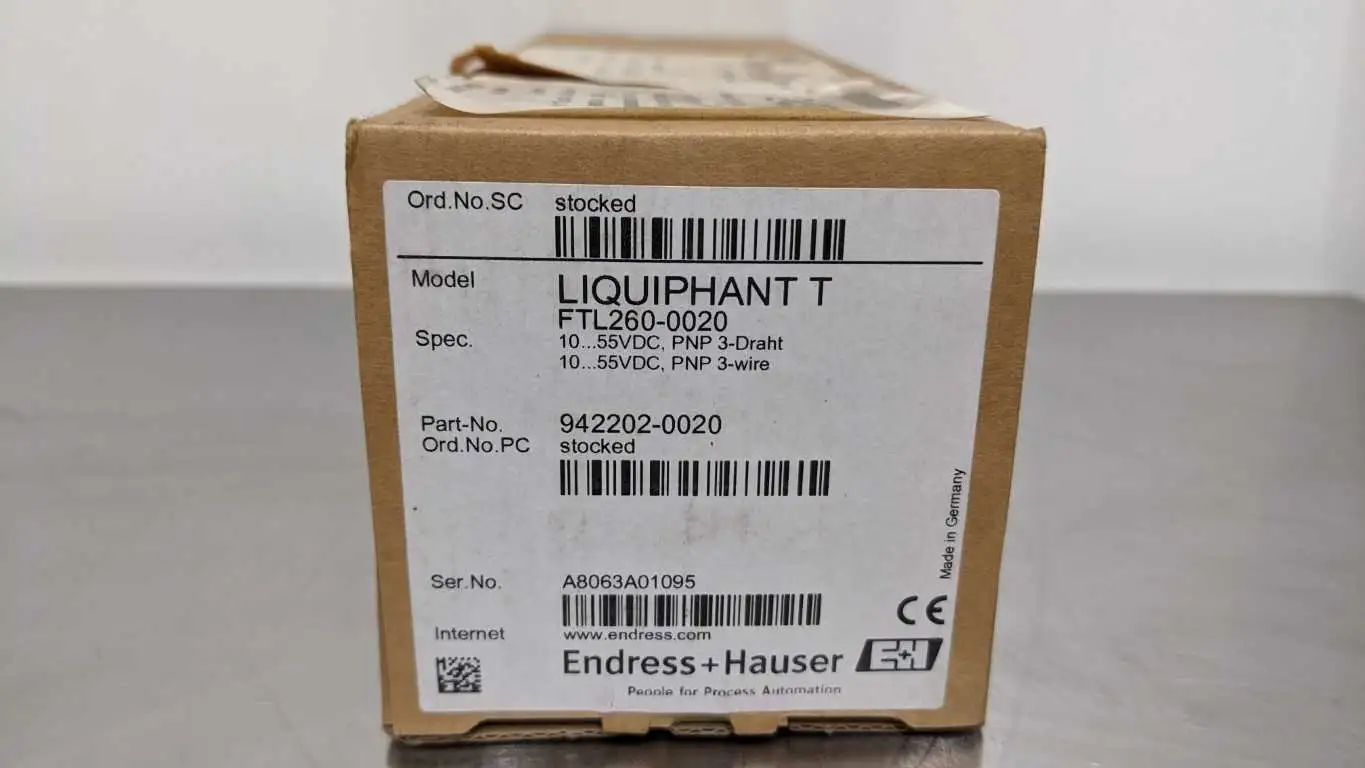 Ord.No.SC stocked
Model LIQUIPHANT T
FTL260-0020
Spec. 10...55VDC, PNP 3-Draht
10...55VDC, PNP 3-wire
Part-No. 942202-0020
Ord.No.PC stocked
Made in Germany
Ser.No. A8063A01095
CE
Internet www.endress.com
Endress+Hauser E+H
People for Process Automation